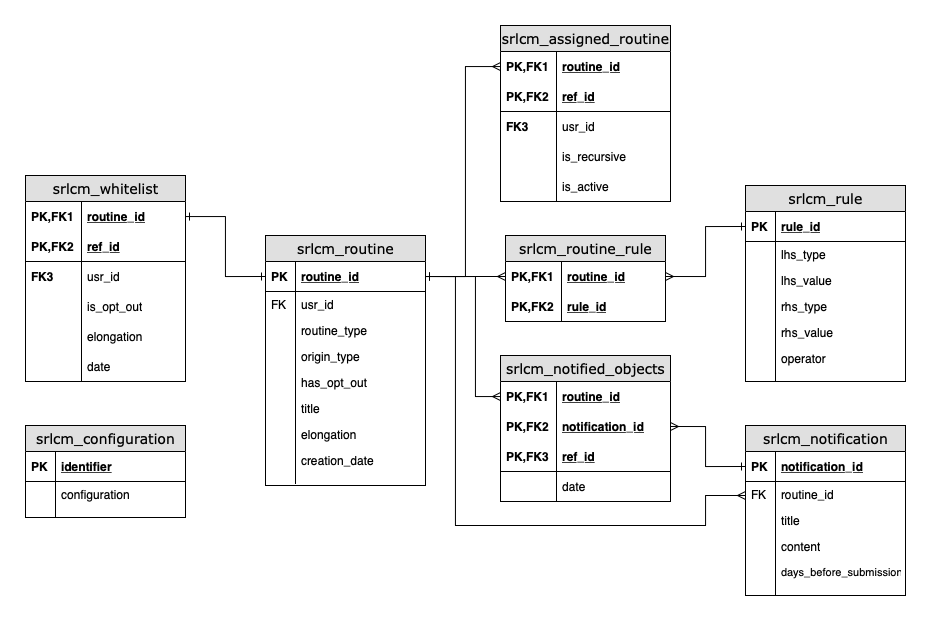 srlcm_assigned_routine
PK,FK1 routine_id
PK,FK2 ref_id
FK3 usr_id
is_recursive
is_active
srlcm_whitelist
PK,FK1 routine_id
PK,FK2 ref_id
FK3 usr_id
is_opt_out
elongation
date
srlcm_routine
PK routine_id
FK usr_id
routine_type
origin_type
has_opt_out
title
elongation
creation_date
srlcm_routine_rule
PK,FK1 routine_id
PK,FK2 rule_id
srlcm_rule
PK rule_id
lhs_type
lhs_value
rhs_type
rhs_value
operator
srlcm_notified_objects
PK,FK1 routine_id
PK,FK2 notification_id
PK,FK3 ref_id
date
srlcm_configuration
PK identifier
configuration
srlcm_notification
PK notification_id
FK routine_id
title
content
days_before_submission